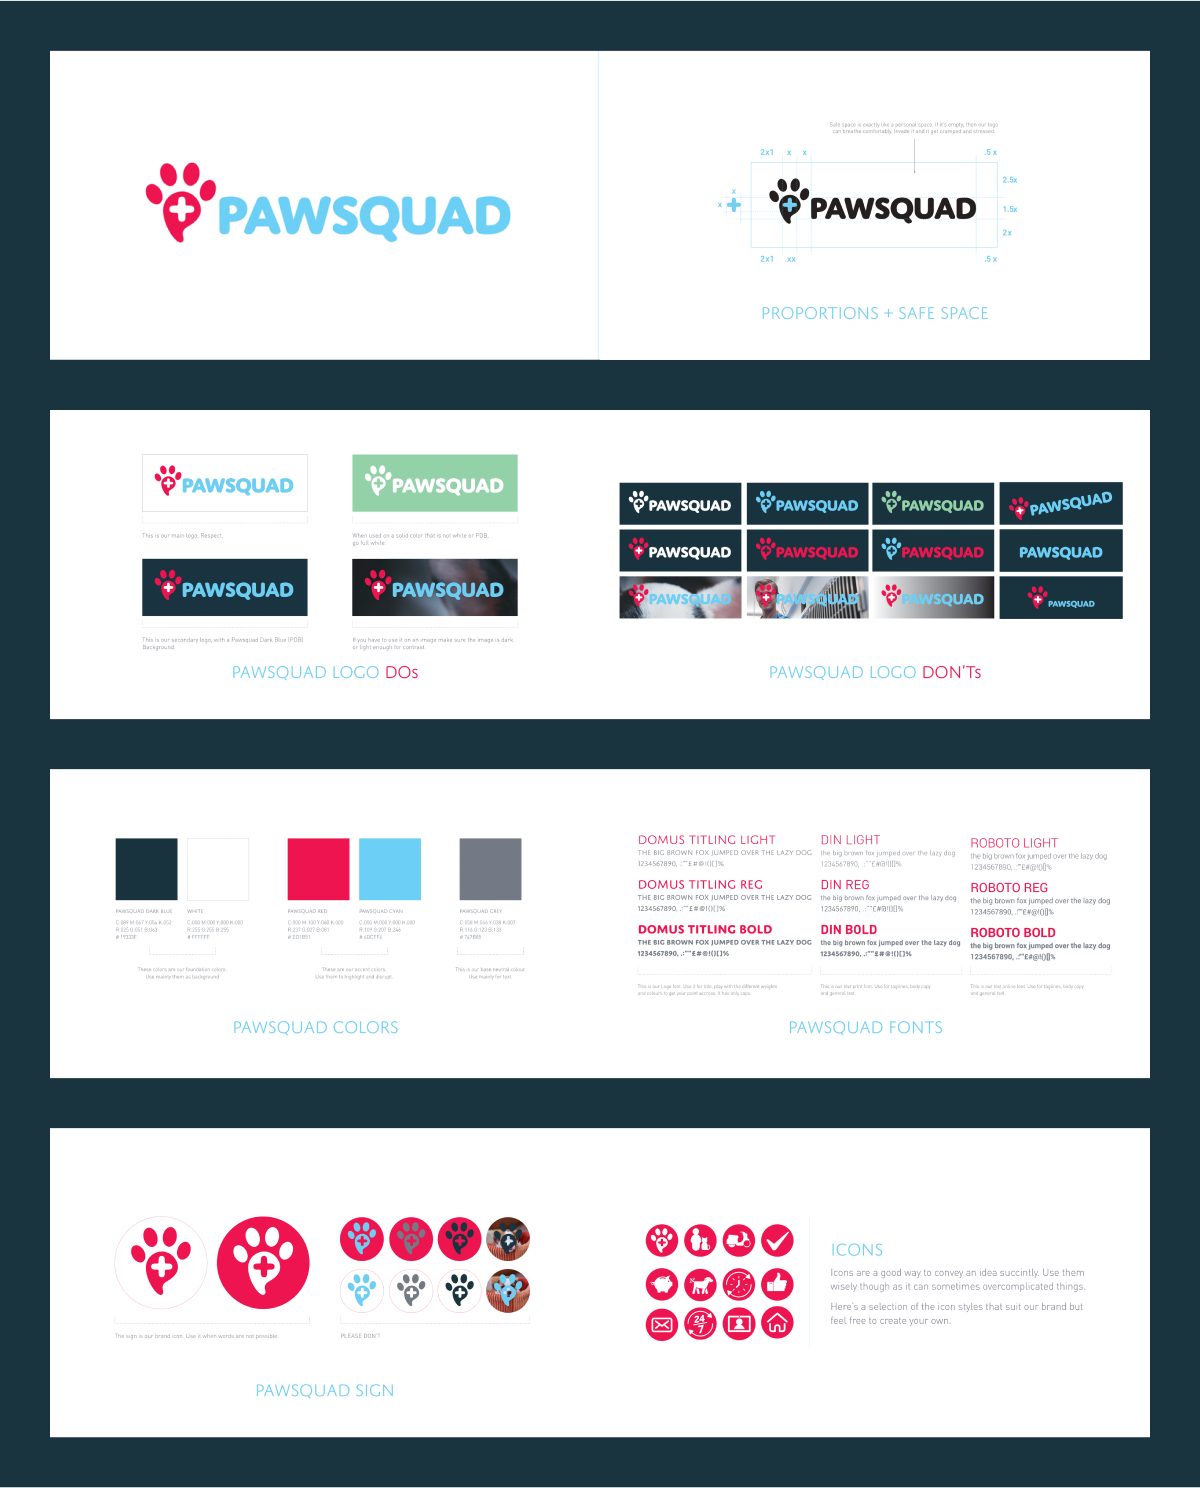 PAWSQUAD
Safe space is exactly like a personal space. If it's empty, then our logo
can breathe comfortably. Invade it and it get cramped and stressed.
2x1 x x .5 x
2.5x
x
x
1.5x
2x
PAWSQUAD
2x1 xx .5 x
PROPORTIONS + SAFE SPACE
PAWSQUAD
This is our main logo. Respect.
PAWSQUAD
When used on a solid color that is not white or PDB,
go full white.
PAWSQUAD
This is our secondary logo, with a Pawsquad Dark Blue (PDB)
Background.
PAWSQUAD
If you have to use it on an image make sure the image is dark
or light enough for contrast.
PAWSQUAD LOGO DOs
PAWSQUAD PAWSQUAD PAWSQUAD PAWSQUAD
PAWSQUAD PAWSQUAD PAWSQUAD PAWSQUAD
PAWSQUAD PAWSQUAD PAWSQUAD PAWSQUAD
PAWSQUAD LOGO DON'Ts
PAWSQUAD DARK BLUE
C:089 M:067 Y:054 K:052
R:025 G:051 B:063
# 19333F
WHITE
C:000 M:000 Y:000 K:000
R:255 G:255 B:255
# FFFFFF
These colors are our foundation colors.
Use mainly them as background
PAWSQUAD RED
C:000 M:100 Y:060 K:000
R:237 G:027 B:081
# ED1B51
PAWSQUAD CYAN
C:050 M:000 Y:000 K:000
R:109 G:207 B:246
# 6DCFF6
These are our accent colors.
Use them to highlight and disrupt.
PAWSQUAD GREY
R:116 G:123 B:133
# 747B85
This is our base neutral colour
Use mainly for text
PAWSQUAD COLORS
DOMUS TITLING LIGHT
THE BIG BROWN FOX JUMPED OVER THE LAZY DOG
1234567890, .:'"£#@!(){}%
DOMUS TITLING REG
THE BIG BROWN FOX JUMPED OVER THE LAZY DOG
1234567890, .:'"£#@!(){}%
DOMUS TITLING BOLD
THE BIG BROWN FOX JUMPED OVER THE LAZY DOG
1234567890, .:'"£#@!(){}%
This is our Logo font. Use it for title, play with the different weights
and colours to get your point accross. It has only caps.
DIN LIGHT
the big brown fox jumped over the lazy dog
1234567890, .:'"£#@!(){}%
DIN REG
the big brown fox jumped over the lazy dog
1234567890, .:'"£#@!(){}%
DIN BOLD
the big brown fox jumped over the lazy dog
1234567890, .:'"£#@!(){}%
This is our text print font. Use for taglines, body copy
and general text.
ROBOTO LIGHT
the big brown fox jumped over the lazy dog
1234567890, .:'"£#@!(){}%
ROBOTO REG
the big brown fox jumped over the lazy dog
1234567890, .:'"£#@!(){}%
ROBOTO BOLD
the big brown fox jumped over the lazy dog
1234567890, .:'"£#@!(){}%
This is our text online font. Use for taglines, body copy
and general text.
PAWSQUAD FONTS
The sign is our brand icon. Use it when words are not possible.
PLEASE DON'T
PAWSQUAD SIGN
24
7
ICONS
Icons are a good way to convey an idea succintly. Use them
wisely though as it can sometimes overcomplicated things.
Here's a selection of the icon styles that suit our brand but
feel free to create your own.